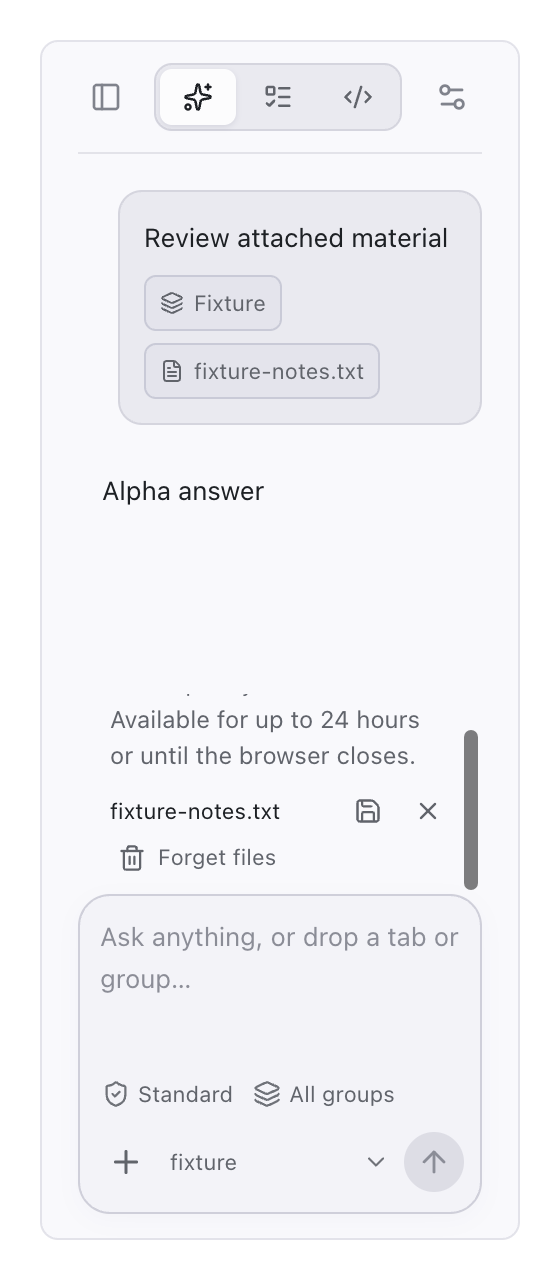 Review attached material
Fixture
fixture-notes.txt
Alpha answer
Available for up to 24 hours
or until the browser closes.
fixture-notes.txt
Forget files
Ask anything, or drop a tab or
group...
Standard
All groups
fixture